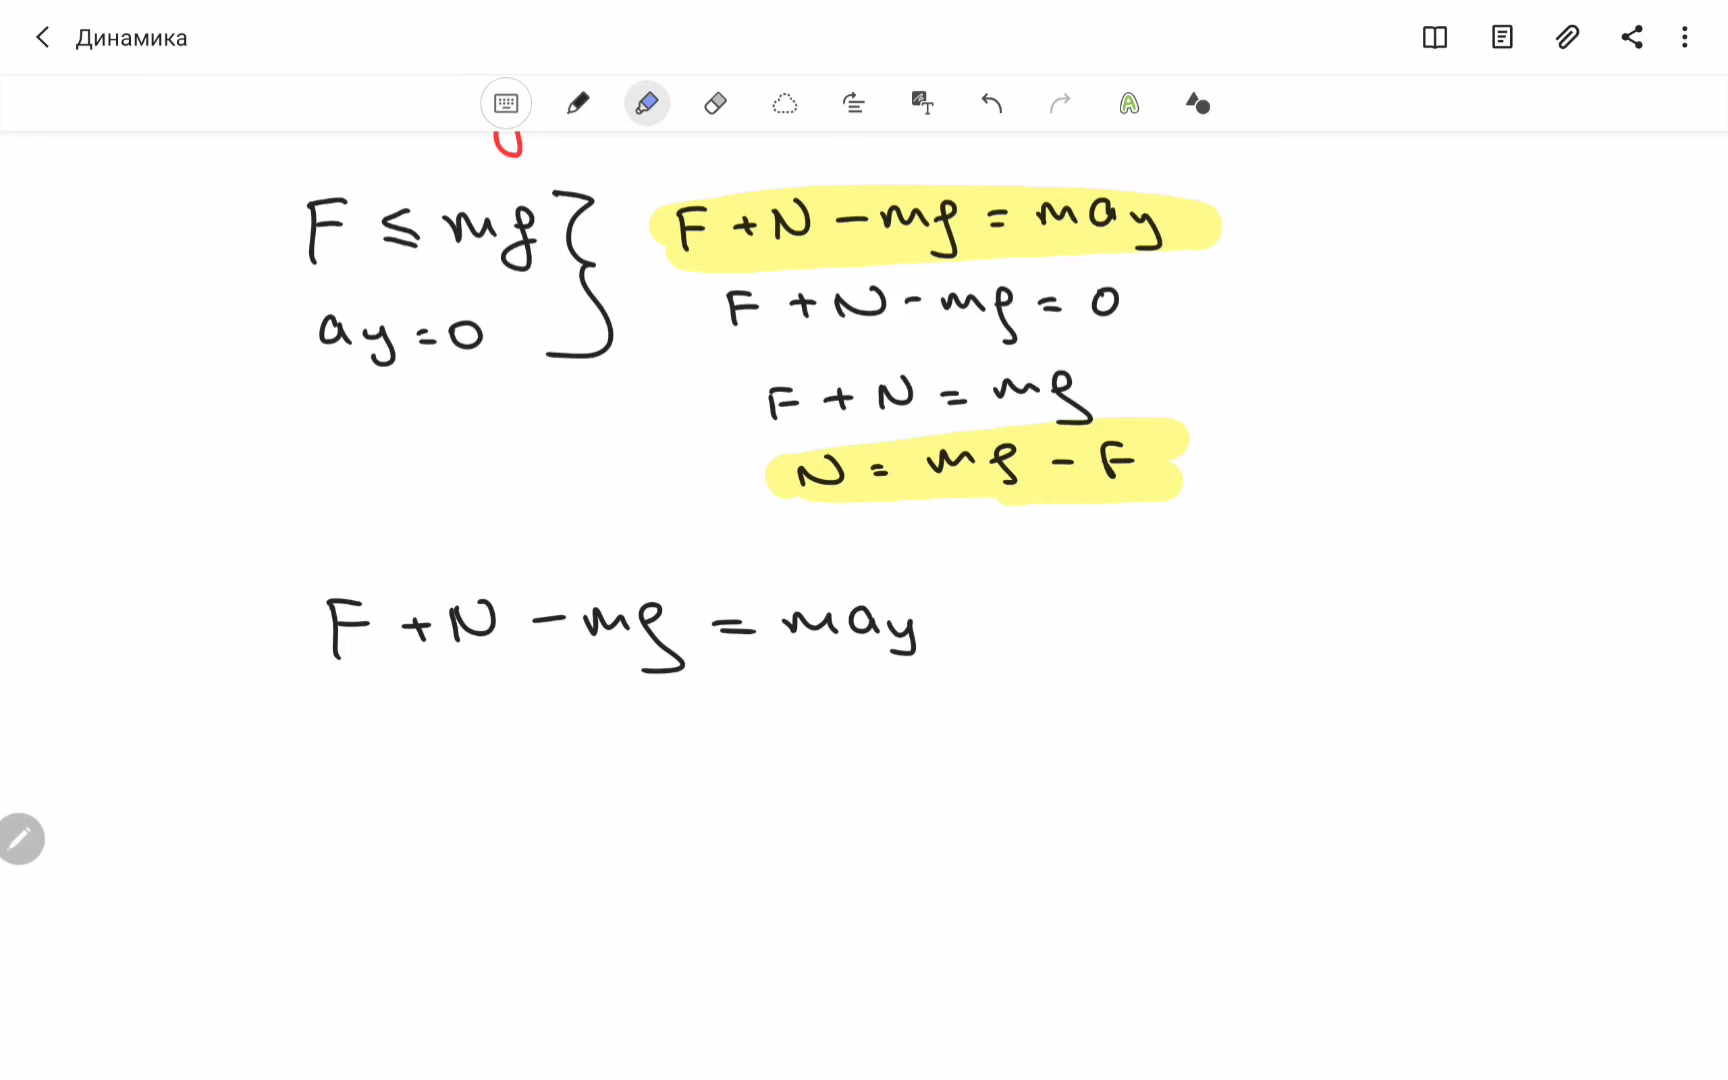 Динамика
F ≤ mg
ay = 0
F + N - mg = may
F + N - mg = 0
F + N = mg
N = mg - F
F + N - mg = may